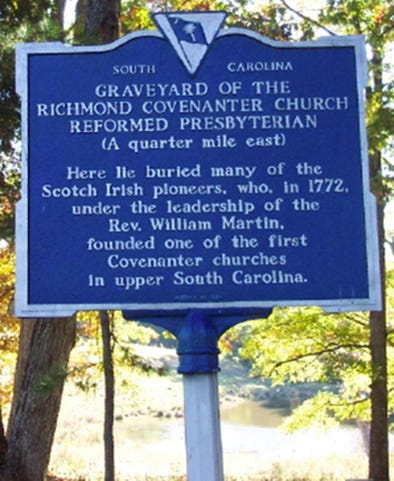 SOUTH CAROLINA
GRAVEYARD OF THE
RICHMOND COVENANTER CHURCH
REFORMED PRESBYTERIAN
(A quarter mile east)
Here lie buried many of the
Scotch Irish pioneers, who, in 1772,
under the leadership of the
Rev. William Martin,
founded one of the first
Covenanter churches
in upper South Carolina.